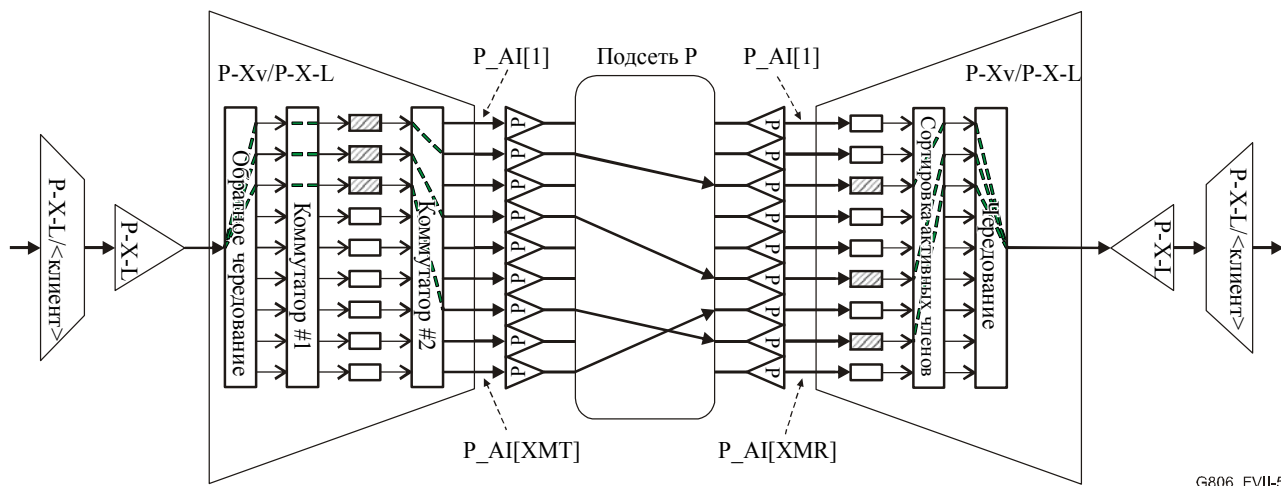 P-X-L/<клиент>
P-X-L
P-Xv/P-X-L
Обратное чередование
Коммутатор #1
Коммутатор #2
P_AI[1]
P_AI[XMT]
P
P
P
P
P
P
P
P
P
Подсеть P
P
P
P
P
P
P
P
P
P
P_AI[1]
P_AI[XMR]
P-Xv/P-X-L
Сортировка активных членов
Чередование
P-X-L
P-X-L/<клиент>
G806_FVII-5